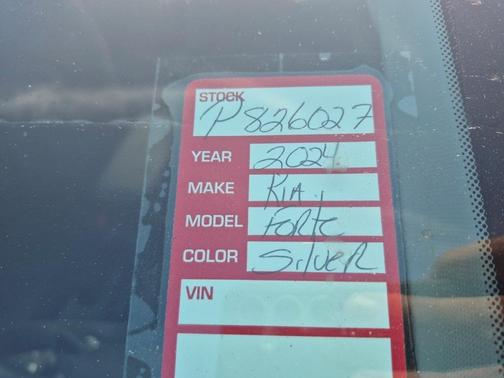 STOCK
P826027
YEAR 2024
MAKE KIA
MODEL FORTE
COLOR SILVER
VIN